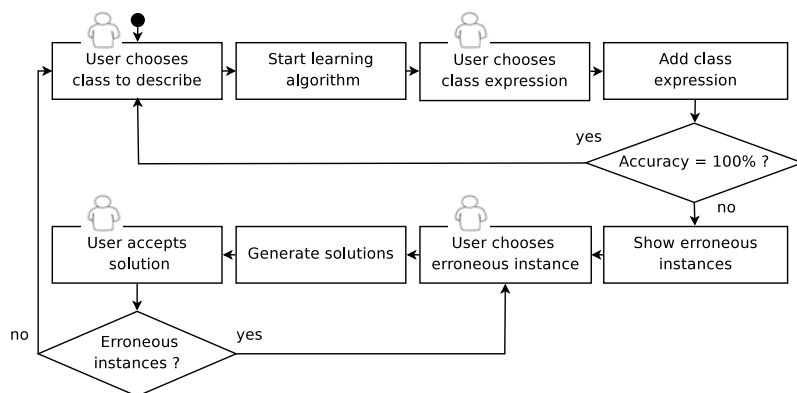 User chooses
class to describe
Start learning
algorithm
User chooses
class expression
Add class
expression
yes
Accuracy = 100% ?
no
User accepts
solution
Generate solutions
User chooses
erroneous instance
Show erroneous
instances
no
Erroneous
instances ?
yes